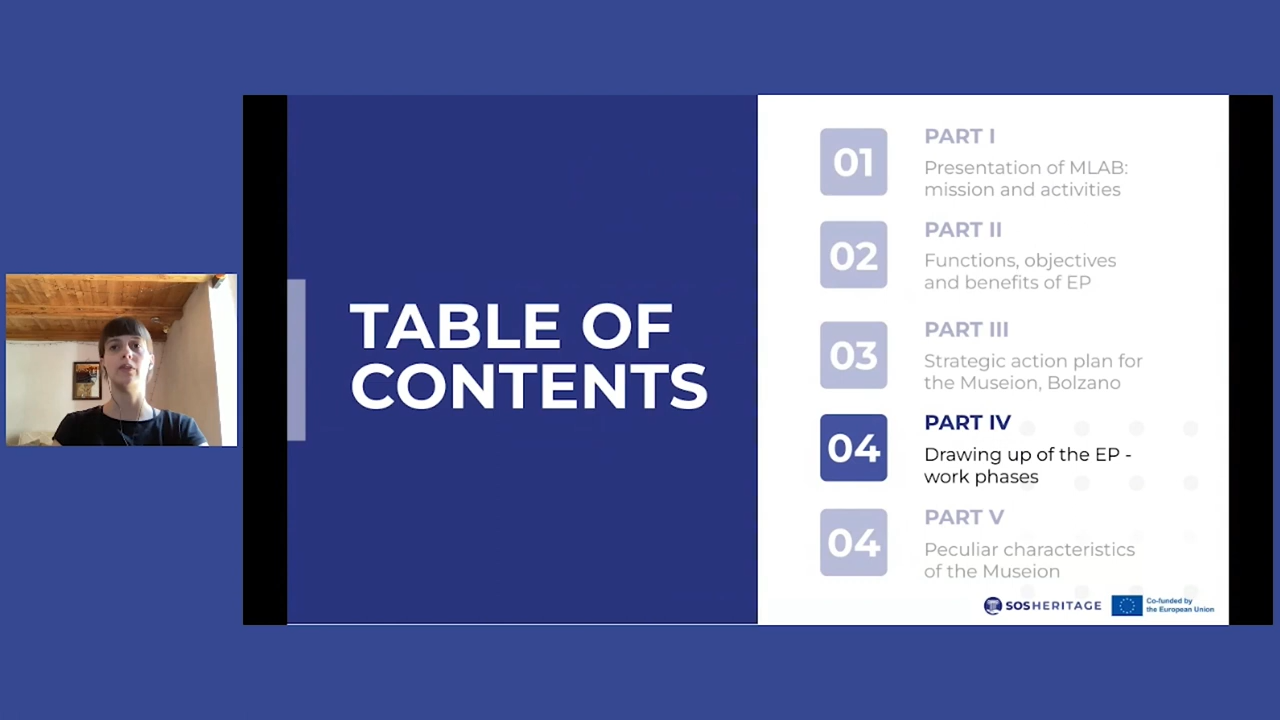 TABLE OF
CONTENTS
01
PART I
Presentation of MLAB:
mission and activities
02
PART II
Functions, objectives
and benefits of EP
03
PART III
Strategic action plan for
the Museion, Bolzano
04
PART IV
Drawing up of the EP -
work phases
04
PART V
Peculiar characteristics
of the Museion
SOSHERITAGE
Co-funded by
the European Union